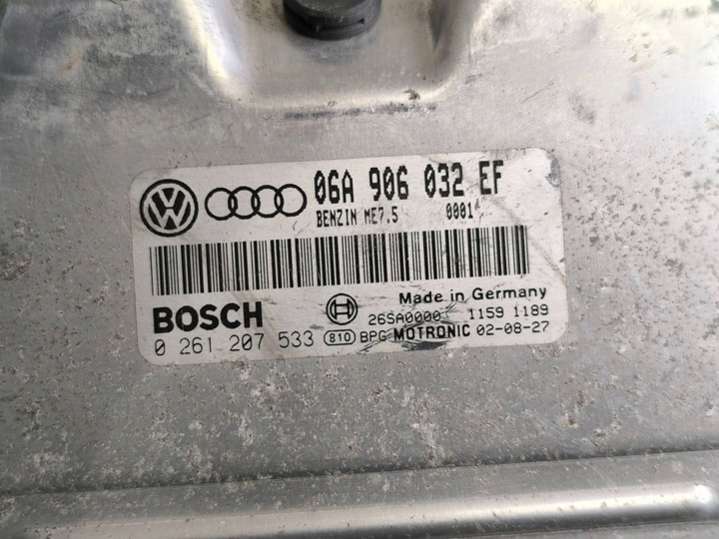 06A 906 032 EF
BENZIN ME7.5 0001
BOSCH
Made in Germany
26SA0000 1159 1189
0 261 207 533 810 BPG MOTRONIC 02-08-27